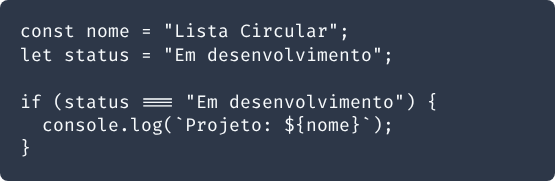 const nome = "Lista Circular";
let status = "Em desenvolvimento";

if (status === "Em desenvolvimento") {
  console.log(`Projeto: ${nome}`);
}